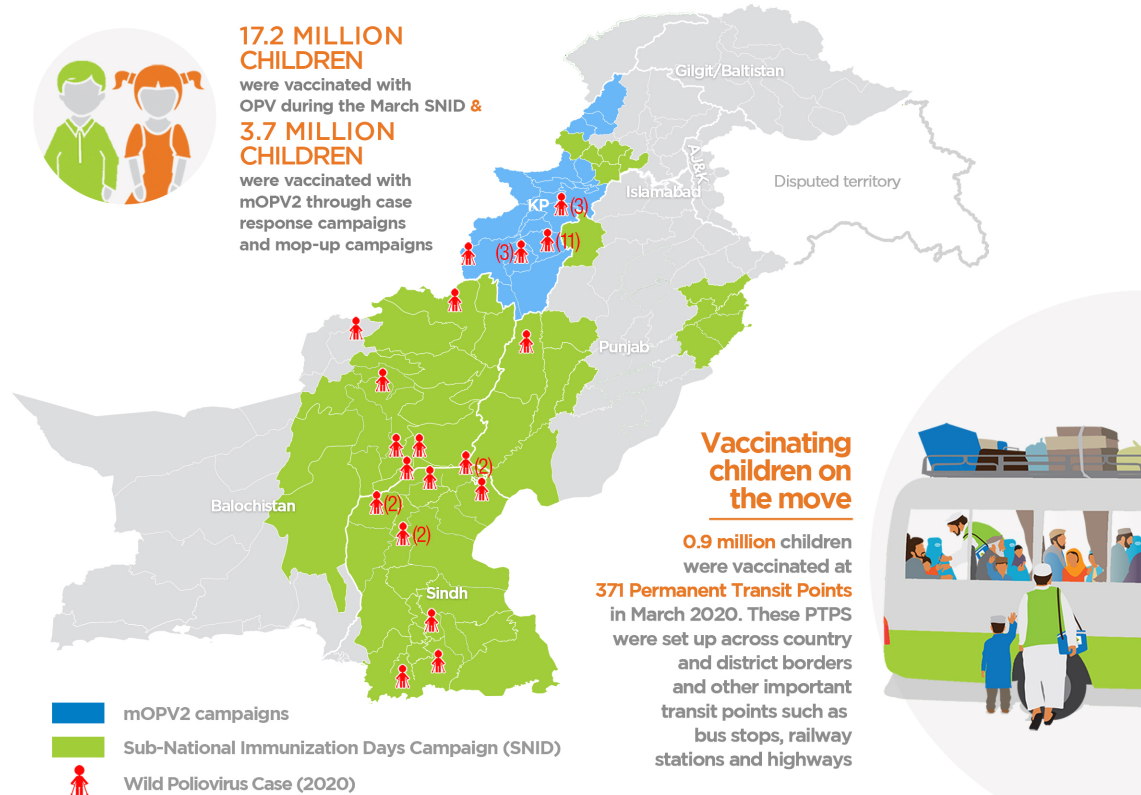 17.2 MILLION
CHILDREN
were vaccinated with
OPV during the March SNID &
3.7 MILLION
CHILDREN
were vaccinated with
mOPV2 through case
response campaigns
and mop-up campaigns
Gilgit/Baltistan
AJ&K
Disputed territory
Islamabad
KP
(3)
(11)
(3)
Punjab
(2)
(2)
(2)
Balochistan
Sindh
Vaccinating
children on
the move
0.9 million children
were vaccinated at
371 Permanent Transit Points
in March 2020. These PTPS
were set up across country
and district borders
and other important
transit points such as
bus stops, railway
stations and highways
mOPV2 campaigns
Sub-National Immunization Days Campaign (SNID)
Wild Poliovirus Case (2020)